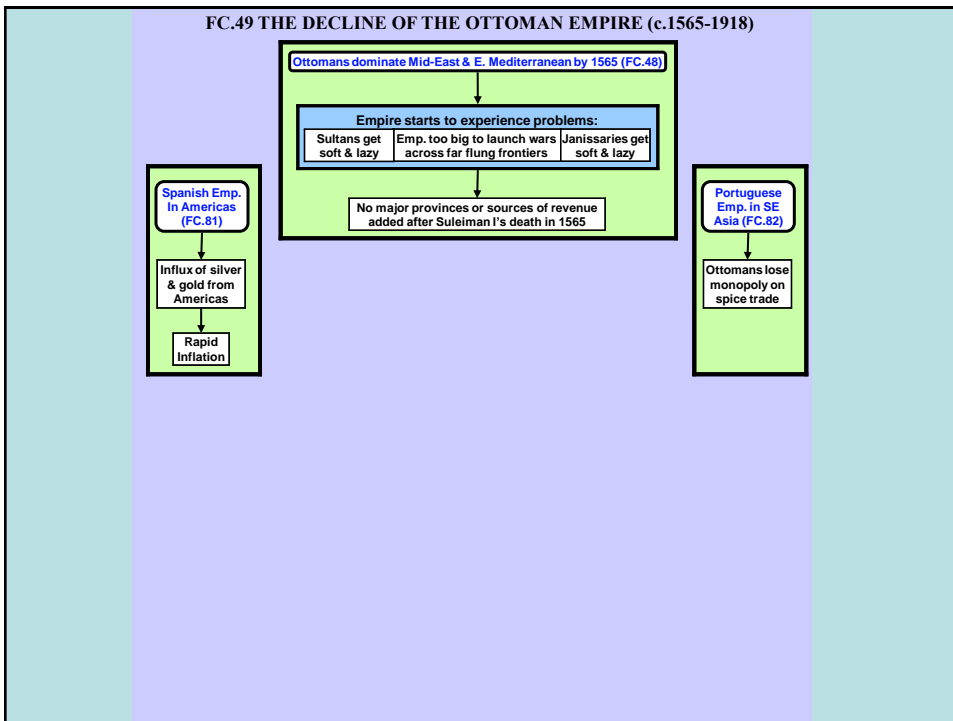 FC.49 THE DECLINE OF THE OTTOMAN EMPIRE (c.1565-1918)
Ottomans dominate Mid-East & E. Mediterranean by 1565 (FC.48)
Empire starts to experience problems:
Sultans get
soft & lazy
Emp. too big to launch wars
across far flung frontiers
Janissaries get
soft & lazy
No major provinces or sources of revenue
added after Suleiman I's death in 1565
Spanish Emp.
In Americas
(FC.81)
Influx of silver
& gold from
Americas
Rapid
Inflation
Portuguese
Emp. in SE
Asia (FC.82)
Ottomans lose
monopoly on
spice trade